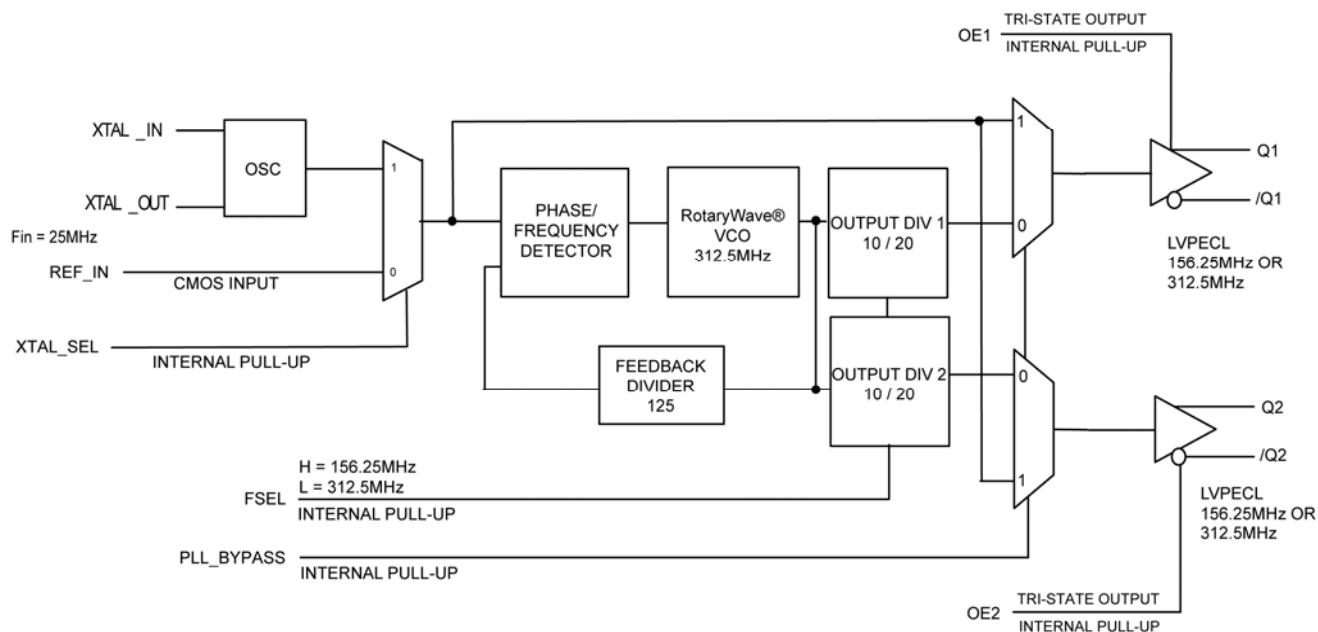 TRI-STATE OUTPUT
OE1
INTERNAL PULL-UP
XTAL _IN
OSC
XTAL _OUT
Fin = 25MHz
REF_IN
CMOS INPUT
XTAL_SEL
INTERNAL PULL-UP
1
0
PHASE/
FREQUENCY
DETECTOR
RotaryWave®
VCO
312.5MHz
OUTPUT DIV 1
10 / 20
FEEDBACK
DIVIDER
125
OUTPUT DIV 2
10 / 20
1
0
Q1
/Q1
LVPECL
156.25MHz OR
312.5MHz
0
1
Q2
/Q2
LVPECL
156.25MHz OR
312.5MHz
H = 156.25MHz
L = 312.5MHz
FSEL
INTERNAL PULL-UP
PLL_BYPASS
INTERNAL PULL-UP
TRI-STATE OUTPUT
OE2
INTERNAL PULL-UP